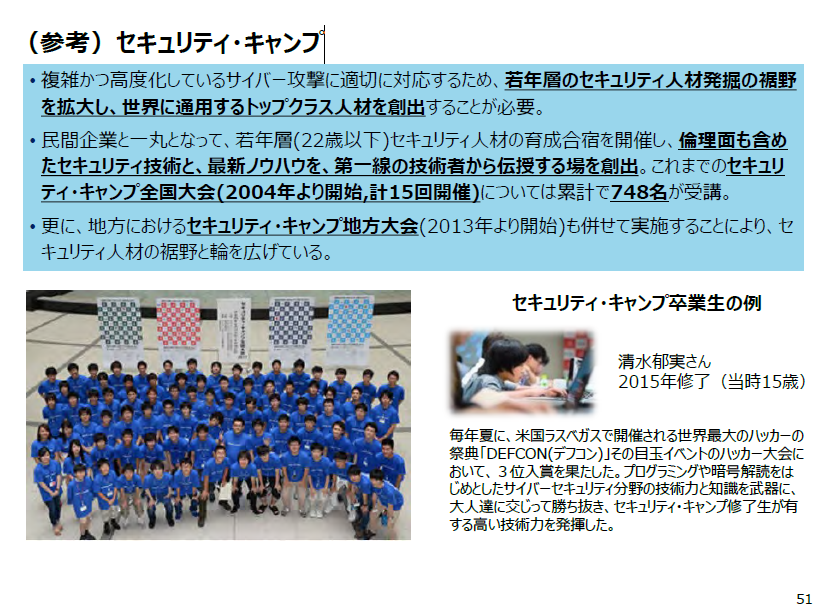 （参考）セキュリティ・キャンプ
• 複雑かつ高度化しているサイバー攻撃に適切に対応するため、若年層のセキュリティ人材発掘の裾野
を拡大し、世界に通用するトップクラス人材を創出することが必要。
• 民間企業と一丸となって、若年層(22歳以下)セキュリティ人材の育成合宿を開催し、倫理面も含め
たセキュリティ技術と、最新ノウハウを、第一線の技術者から伝授する場を創出。これまでのセキュリ
ティ・キャンプ全国大会(2004年より開始,計15回開催)については累計で748名が受講。
• 更に、地方におけるセキュリティ・キャンプ地方大会(2013年より開始)も併せて実施することにより、セ
キュリティ人材の裾野と輪を広げている。
セキュリティ・キャンプ卒業生の例
清水郁実さん
2015年修了（当時15歳）
毎年夏に、米国ラスベガスで開催される世界最大のハッカーの
祭典「DEFCON(デフコン)」その目玉イベントのハッカー大会に
おいて、３位入賞を果たした。プログラミングや暗号解読をは
じめとしたサイバーセキュリティ分野の技術力と知識を武器に、
大人達に交じって勝ち抜き、セキュリティ・キャンプ修了生が有
する高い技術力を発揮した。
51